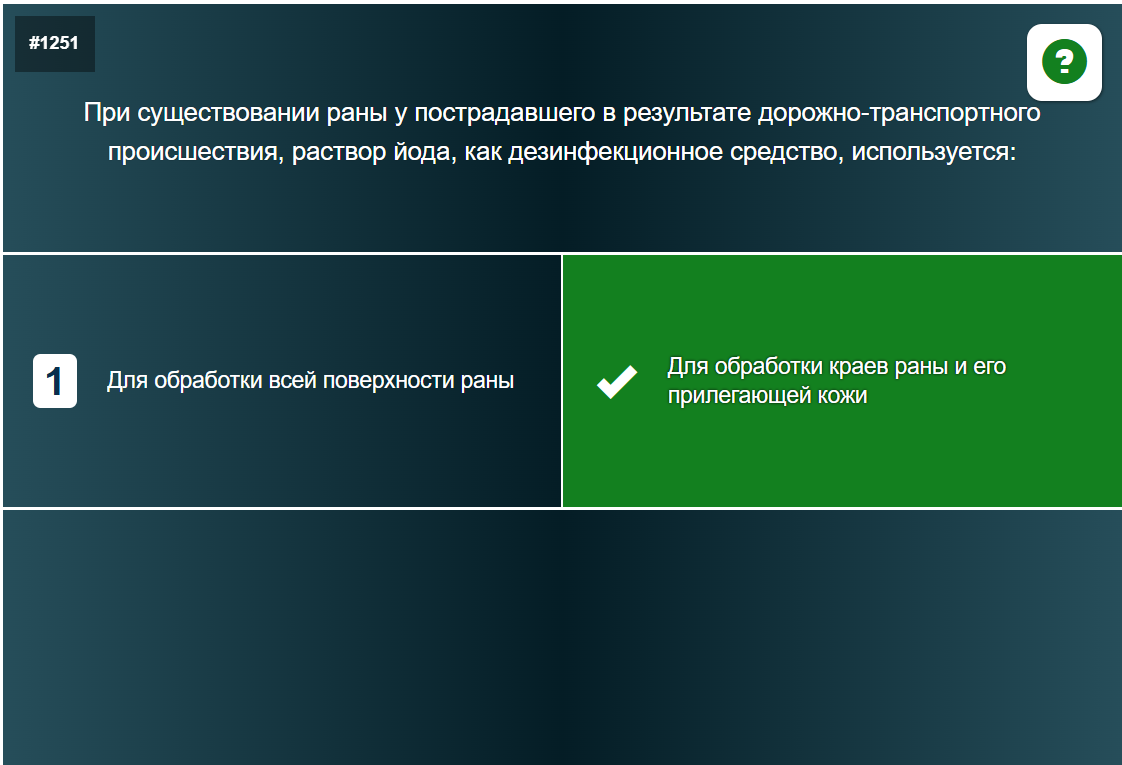 #1251
?
При существовании раны у пострадавшего в результате дорожно-транспортного
происшествия, раствор йода, как дезинфекционное средство, используется:
1
Для обработки всей поверхности раны
Для обработки краев раны и его
прилегающей кожи